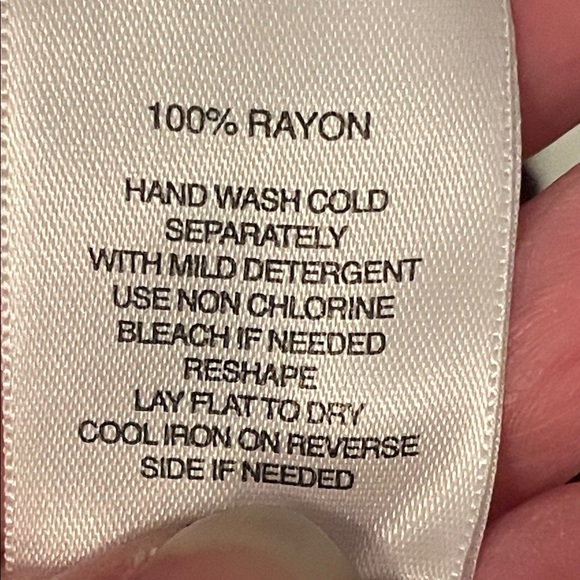 100% RAYON
HAND WASH COLD
SEPARATELY
WITH MILD DETERGENT
USE NON CHLORINE
BLEACH IF NEEDED
RESHAPE
LAY FLAT TO DRY
COOL IRON ON REVERSE
SIDE IF NEEDED